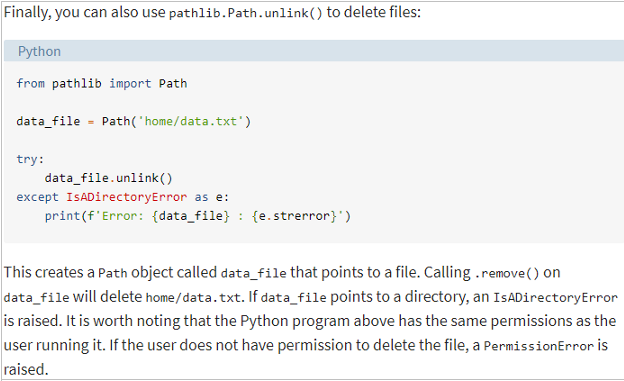 Finally, you can also use pathlib.Path.unlink() to delete files:
Python
from pathlib import Path
data_file = Path('home/data.txt')
try:
    data_file.unlink()
except IsADirectoryError as e:
    print(f'Error: {data_file} : {e.strerror}')
This creates a Path object called data_file that points to a file. Calling .remove() on
data_file will delete home/data.txt. If data_file points to a directory, an IsADirectoryError
is raised. It is worth noting that the Python program above has the same permissions as the
user running it. If the user does not have permission to delete the file, a PermissionError is
raised.